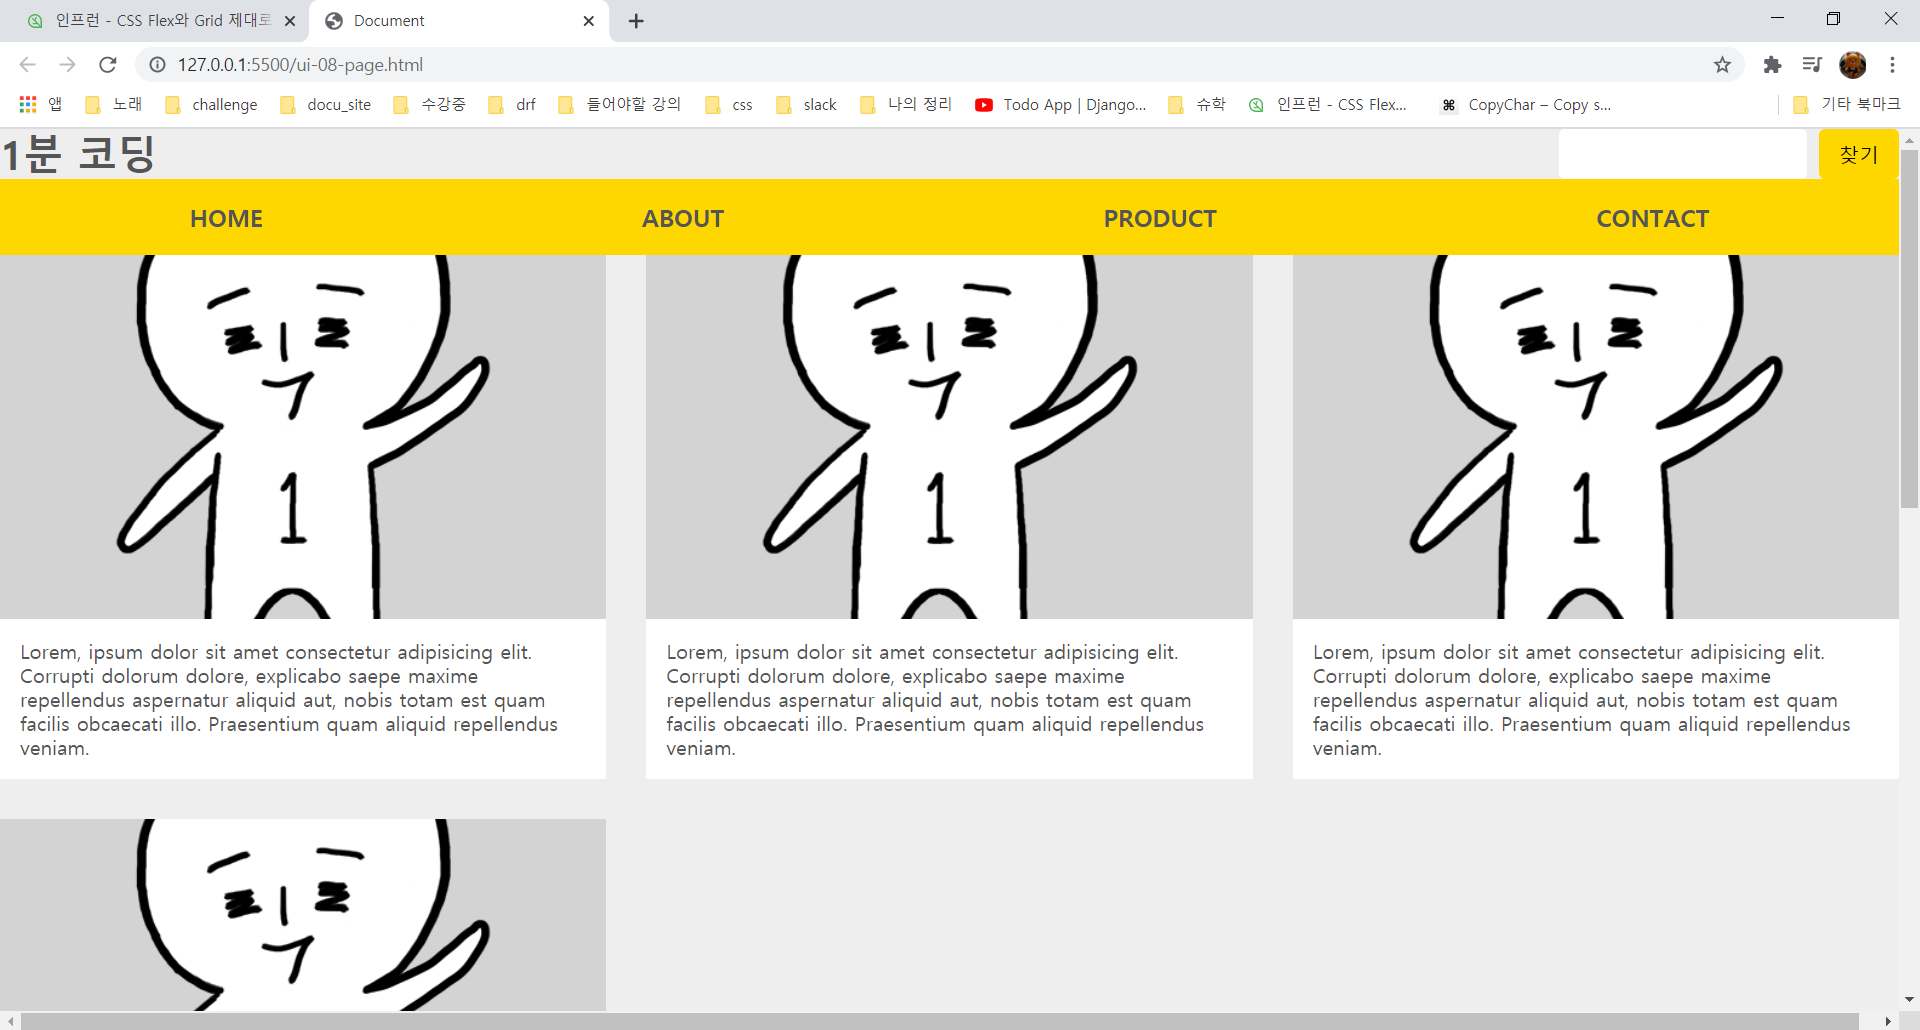 인프런 - CSS Flex와 Grid 제대로
Document
127.0.0.1:5500/ui-08-page.html
앱 노래 challenge docu_site 수강중 drf 들어야할 강의 css slack 나의 정리 Todo App | Django... 슈학 인프런 - CSS Flex... CopyChar – Copy s... 기타 북마크
1분 코딩 찾기
HOME ABOUT PRODUCT CONTACT
1 1 1
Lorem, ipsum dolor sit amet consectetur adipisicing elit.
Corrupti dolorum dolore, explicabo saepe maxime
repellendus aspernatur aliquid aut, nobis totam est quam
facilis obcaecati illo. Praesentium quam aliquid repellendus
veniam.
Lorem, ipsum dolor sit amet consectetur adipisicing elit.
Corrupti dolorum dolore, explicabo saepe maxime
repellendus aspernatur aliquid aut, nobis totam est quam
facilis obcaecati illo. Praesentium quam aliquid repellendus
veniam.
Lorem, ipsum dolor sit amet consectetur adipisicing elit.
Corrupti dolorum dolore, explicabo saepe maxime
repellendus aspernatur aliquid aut, nobis totam est quam
facilis obcaecati illo. Praesentium quam aliquid repellendus
veniam.